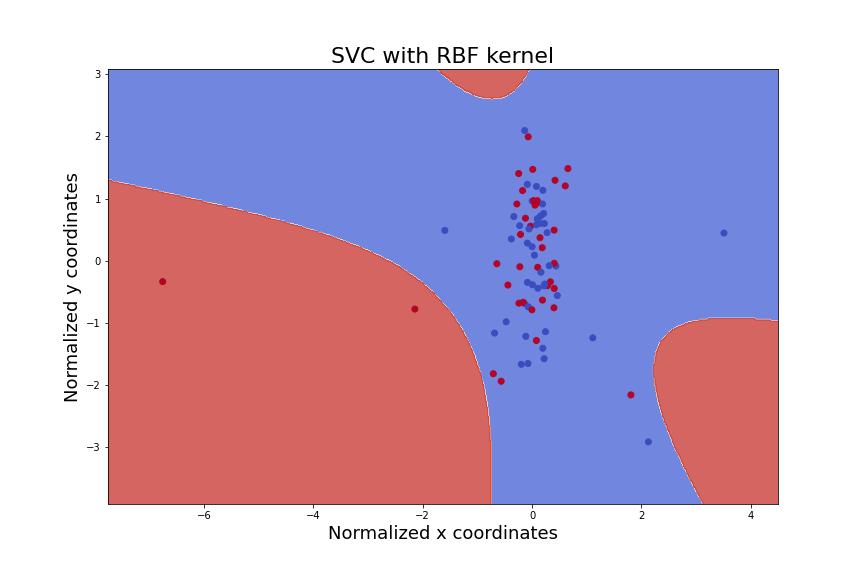 SVC with RBF kernel
3
2
1
0
−1
−2
−3
Normalized y coordinates
−6 −4 −2 0 2 4
Normalized x coordinates